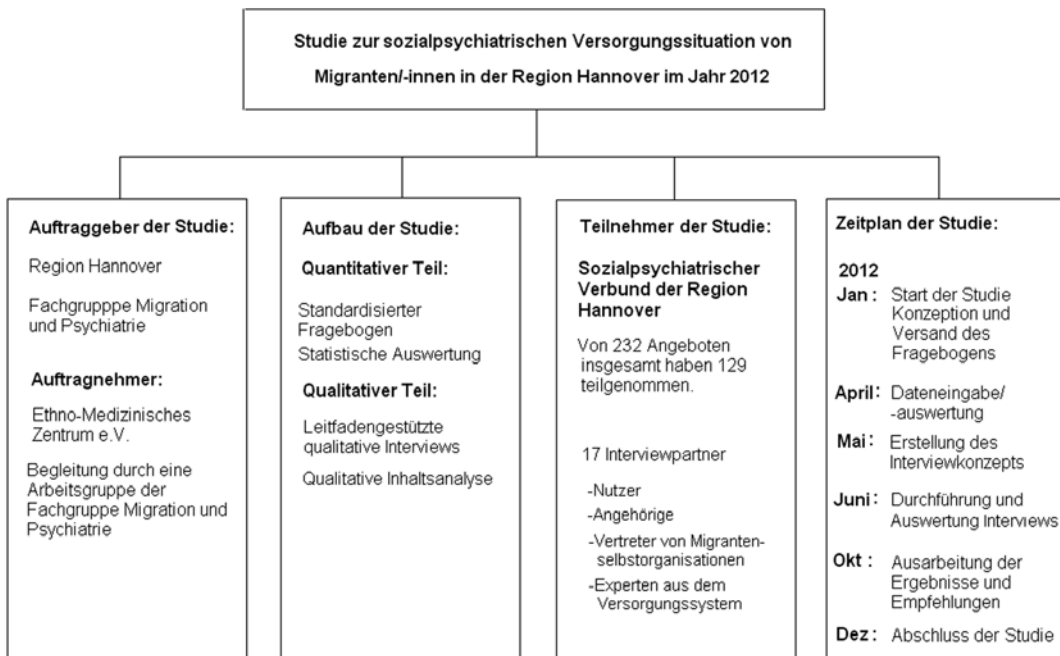 Studie zur sozialpsychiatrischen Versorgungssituation von
Migranten/-innen in der Region Hannover im Jahr 2012
Auftraggeber der Studie:
Region Hannover
Fachgrupppe Migration
und Psychiatrie
Auftragnehmer:
Ethno-Medizinisches
Zentrum e.V.
Begleitung durch eine
Arbeitsgruppe der
Fachgruppe Migration und
Psychiatrie
Aufbau der Studie:
Quantitativer Teil:
Standardisierter
Fragebogen
Statistische Auswertung
Qualitativer Teil:
Leitfadengestützte
qualitative Interviews
Qualitative Inhaltsanalyse
Teilnehmer der Studie:
Sozialpsychiatrischer
Verbund der Region
Hannover
Von 232 Angeboten
insgesamt haben 129
teilgenommen.
17 Interviewpartner
-Nutzer
-Angehörige
-Vertreter von Migranten-
selbstorganisationen
-Experten aus dem
Versorgungssystem
Zeitplan der Studie:
2012
Jan : Start der Studie
Konzeption und
Versand des
Fragebogens
April: Dateneingabe/
-auswertung
Mai : Erstellung des
Interviewkonzepts
Juni : Durchführung und
Auswertung Interviews
Okt : Ausarbeitung der
Ergebnisse und
Empfehlungen
Dez : Abschluss der Studie